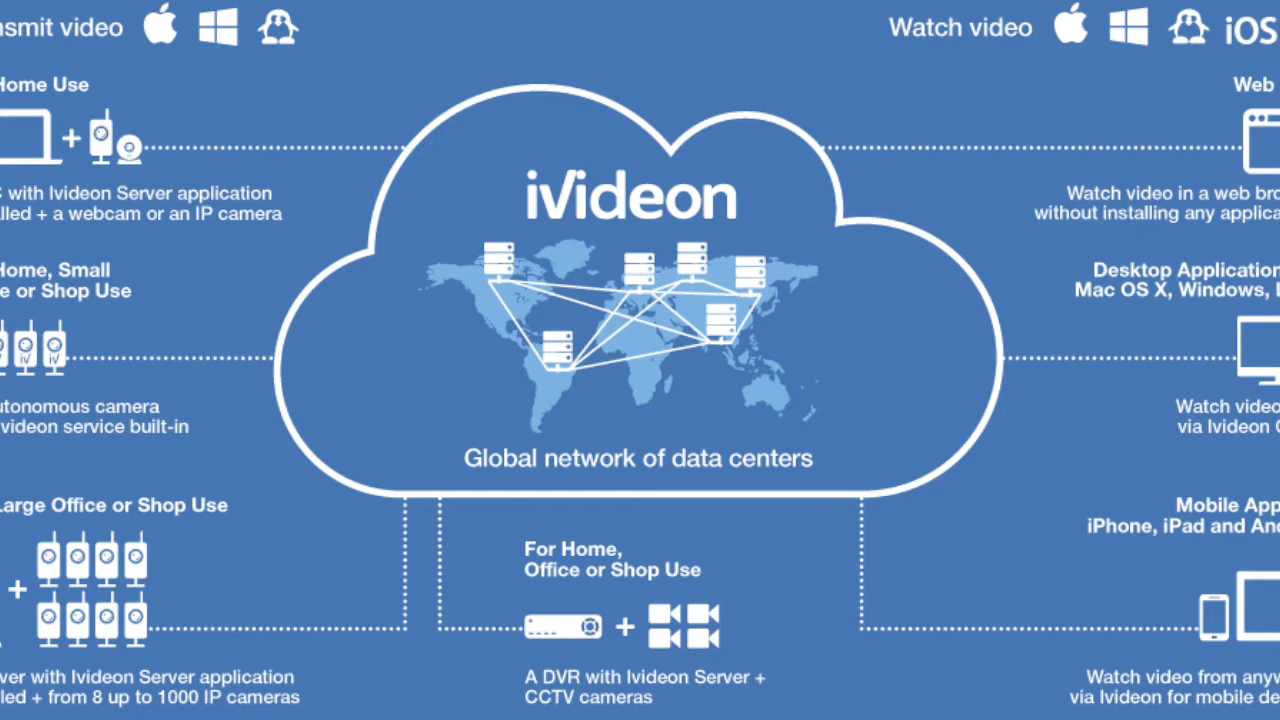 nsmit video
Watch video
iOS
Home Use
Web
C with Ivideon Server application
lled + a webcam or an IP camera
iVideon
Watch video in a web bro
without installing any applica
Home, Small
e or Shop Use
Desktop Application
Mac OS X, Windows,
iV iV
utonomous camera
videon service built-in
Watch video
via Ivideon
Global network of data centers
Large Office or Shop Use
Mobile App
iPhone, iPad and And
For Home,
Office or Shop Use
ver with Ivideon Server application
lled + from 8 up to 1000 IP cameras
A DVR with Ivideon Server +
CCTV cameras
Watch video from anyw
via Ivideon for mobile de